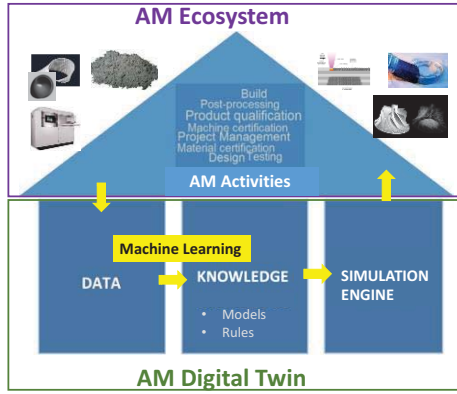 AM Ecosystem
Build
Post-processing
Product qualification
Machine certification
Project Management
Material certification
Design Testing
AM Activities
Machine Learning
DATA
KNOWLEDGE
• Models
• Rules
SIMULATION
ENGINE
AM Digital Twin